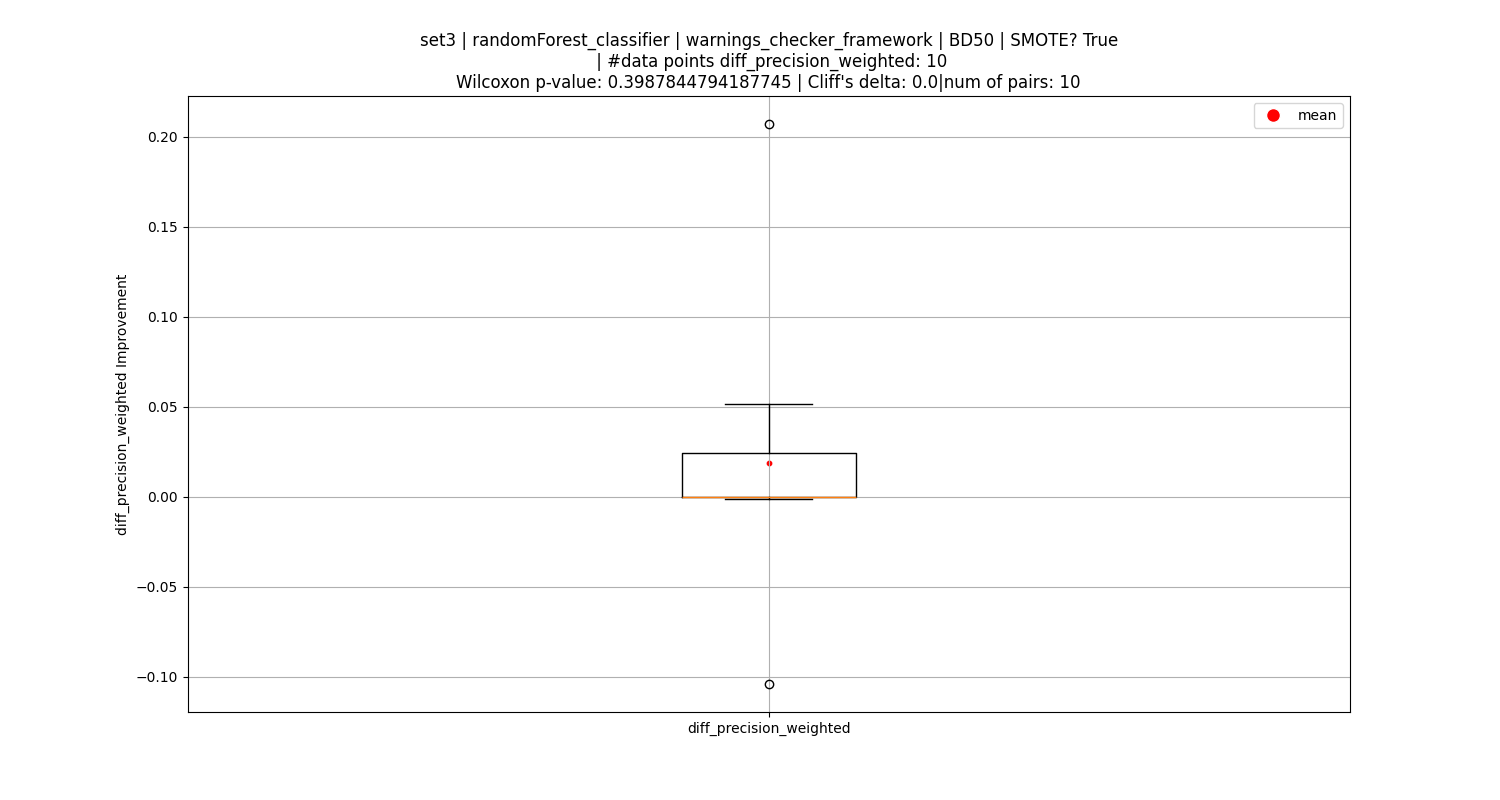 set3 | randomForest_classifier | warnings_checker_framework | BD50 | SMOTE? True
| #data points diff_precision_weighted: 10
Wilcoxon p-value: 0.3987844794187745 | Cliff's delta: 0.0|num of pairs: 10
mean
0.20
0.15
0.10
0.05
0.00
−0.05
−0.10
diff_precision_weighted Improvement
diff_precision_weighted